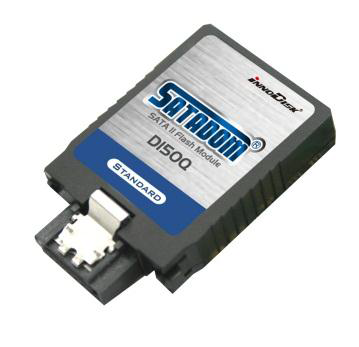 INNODISK
SATADOM®
SATA II Flash Module
D150Q
STANDARD